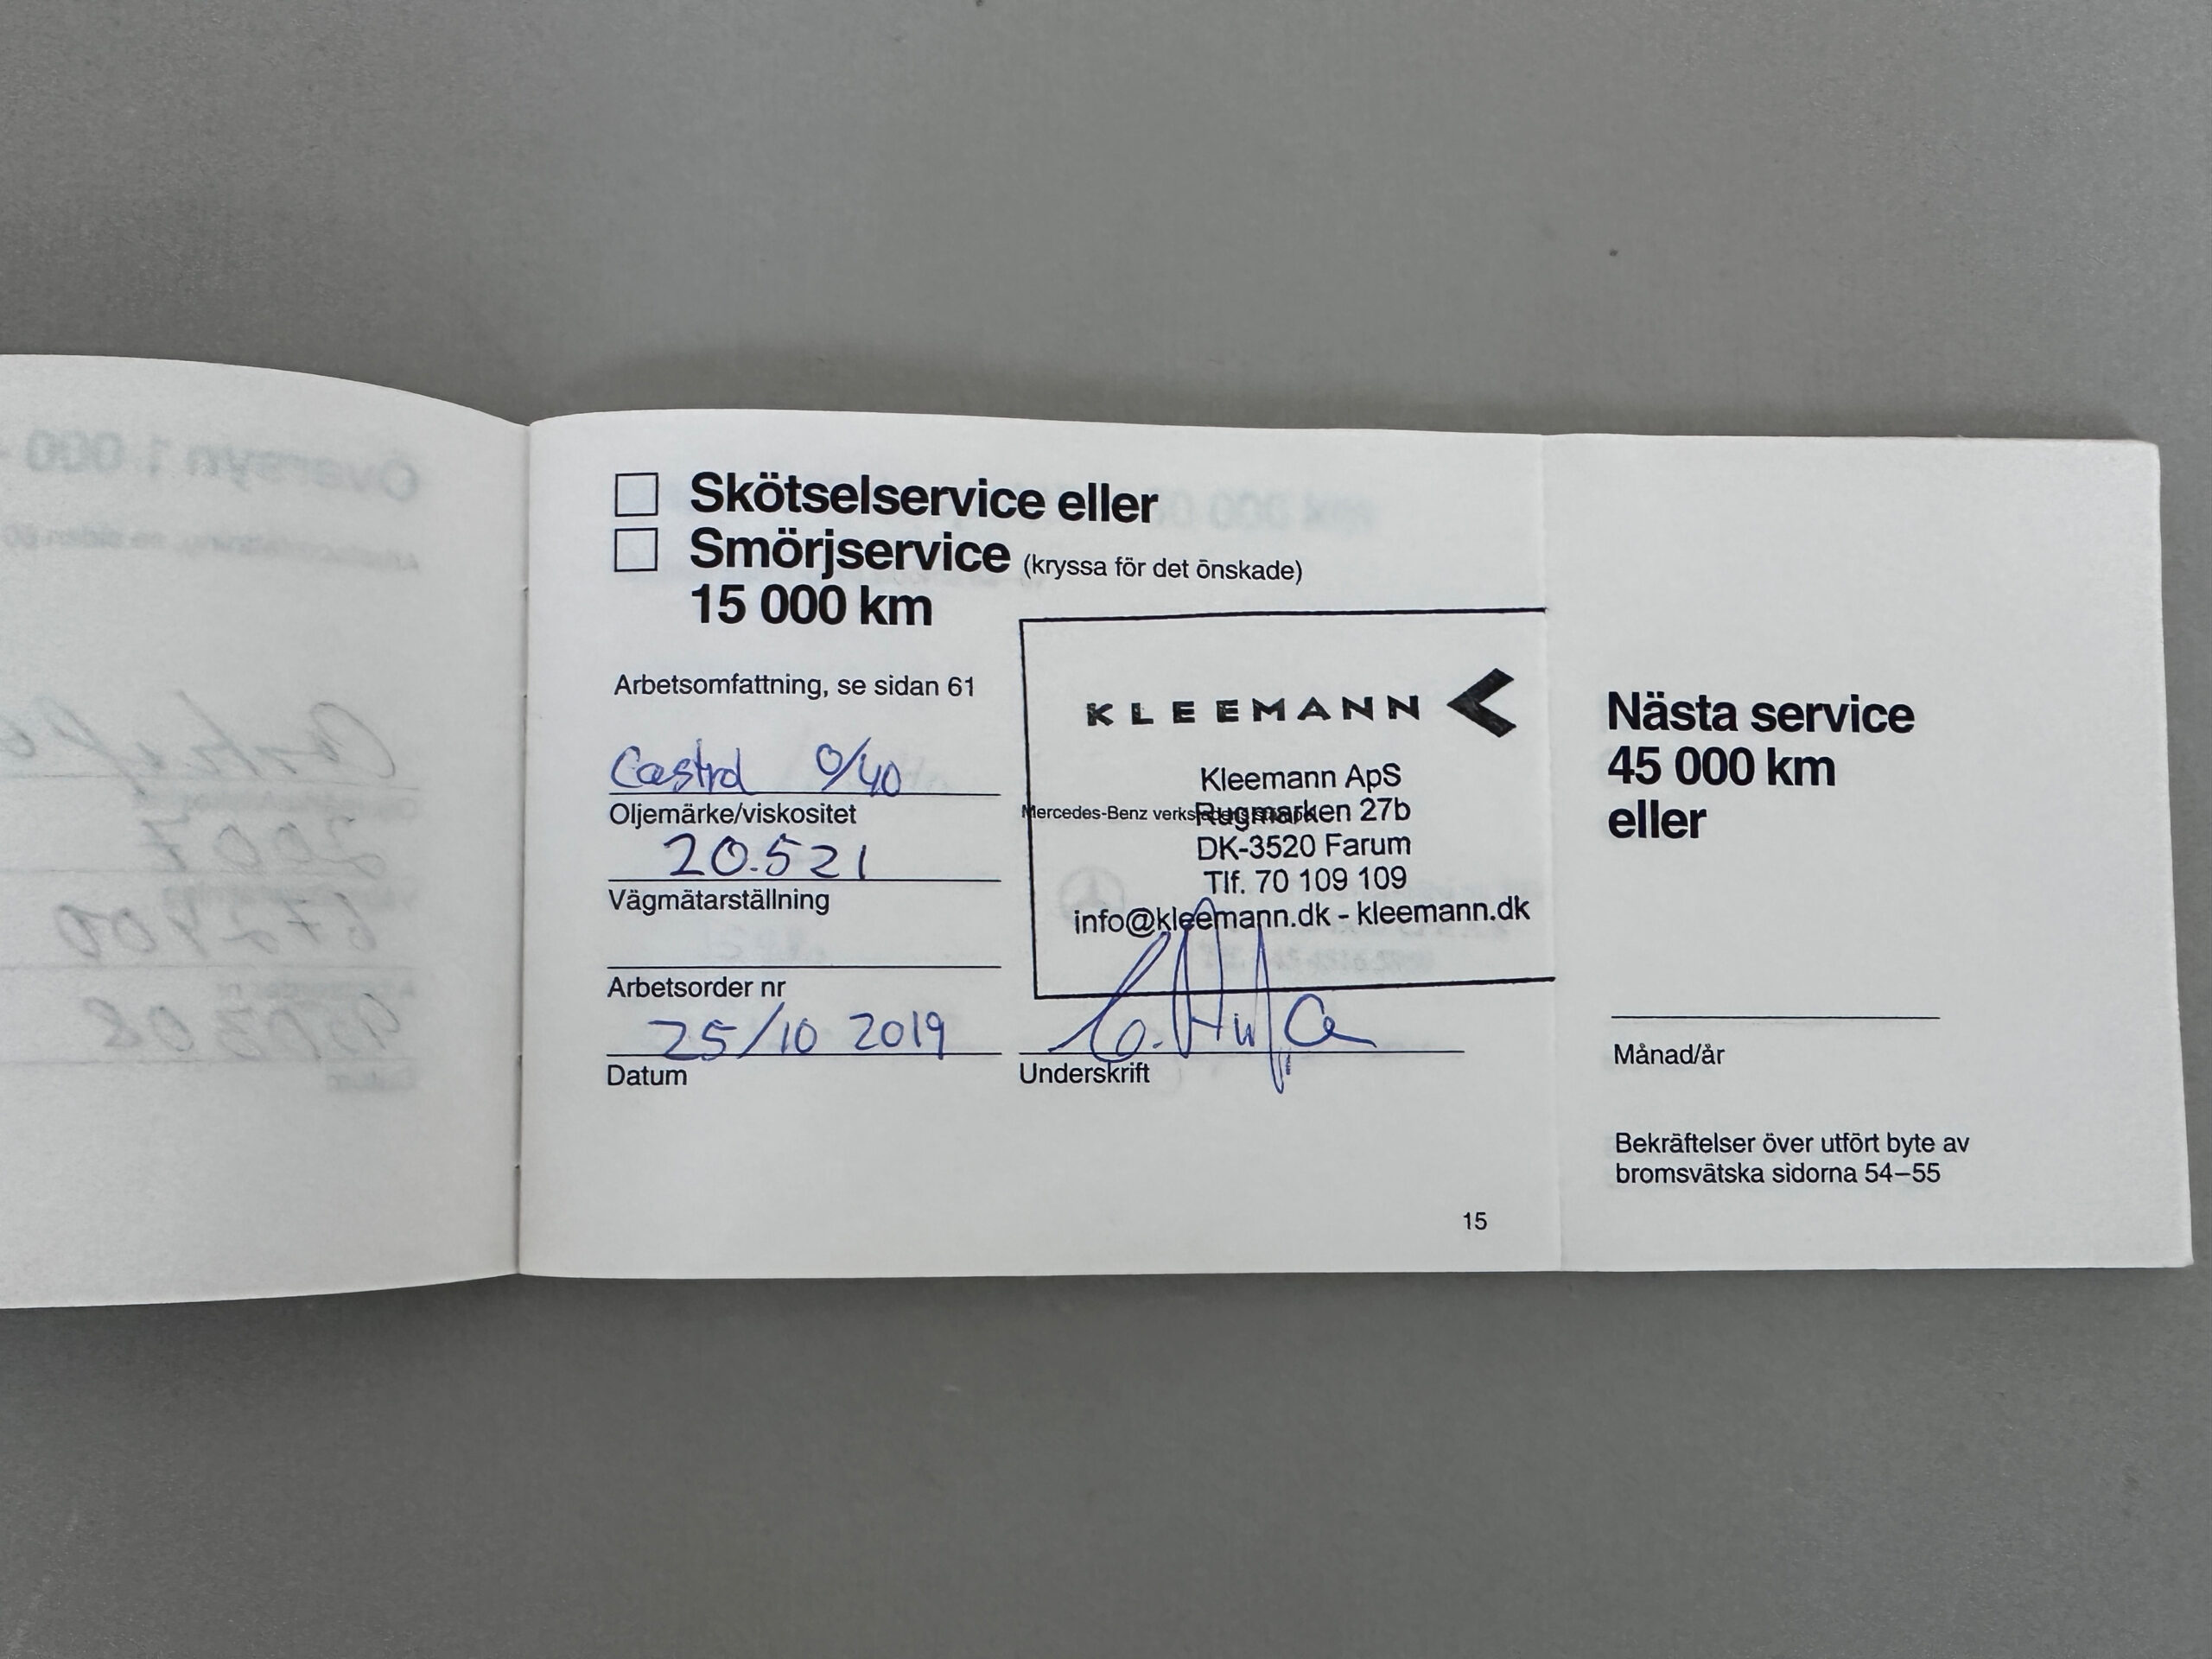 Översyn 1 000
Skötselservice eller
Smörjservice (kryssa för det önskade)
15 000 km
Arbetsomfattning, se sidan 61
Castrol 0/40
Oljemärke/viskositet
20.521
Vägmätarställning
Arbetsorder nr
25/10 2019
Datum
KLEEMANN
Kleemann ApS
Mercedes-Benz
Rugmarken 27b
DK-3520 Farum
Tlf. 70 109 109
info@kleemann.dk - kleemann.dk
Underskrift
15
Nästa service
45 000 km
eller
Månad/år
Bekräftelser över utfört byte av
bromsvätska sidorna 54–55